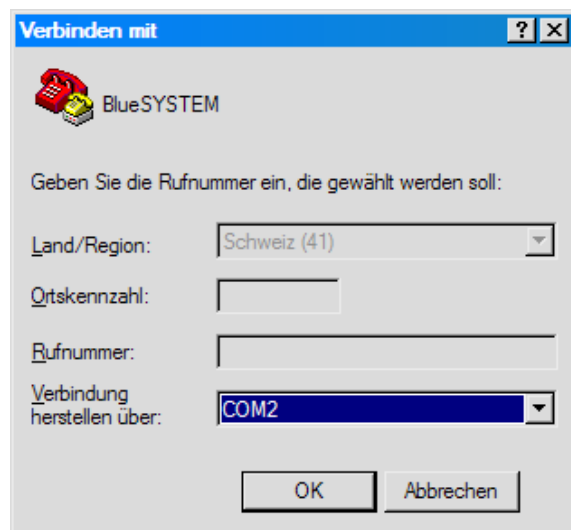 Verbinden mit
BlueSYSTEM
Geben Sie die Rufnummer ein, die gewählt werden soll:
Land/Region: Schweiz (41)
Ortskennzahl:
Rufnummer:
Verbindung
herstellen über: COM2
OK Abbrechen